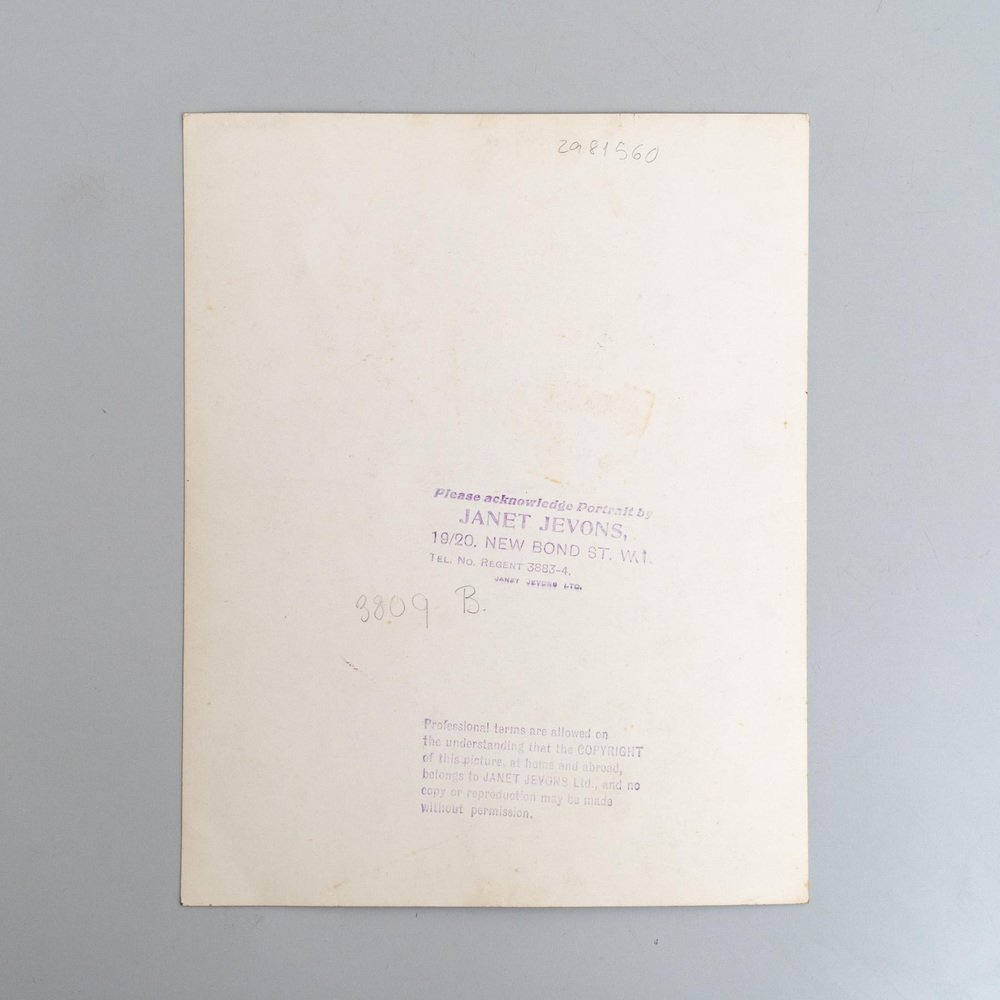 2981560
Please acknowledge Portrait by
JANET JEVONS,
19/20. NEW BOND ST. W.1.
TEL. NO. REGENT 3883-4.
JANET JEVONS LTD.
3809 B.
Professional terms are allowed on
the understanding that the COPYRIGHT
of this picture, at home and abroad,
belongs to JANET JEVONS Ltd., and no
copy or reproduction may be made
without permission.